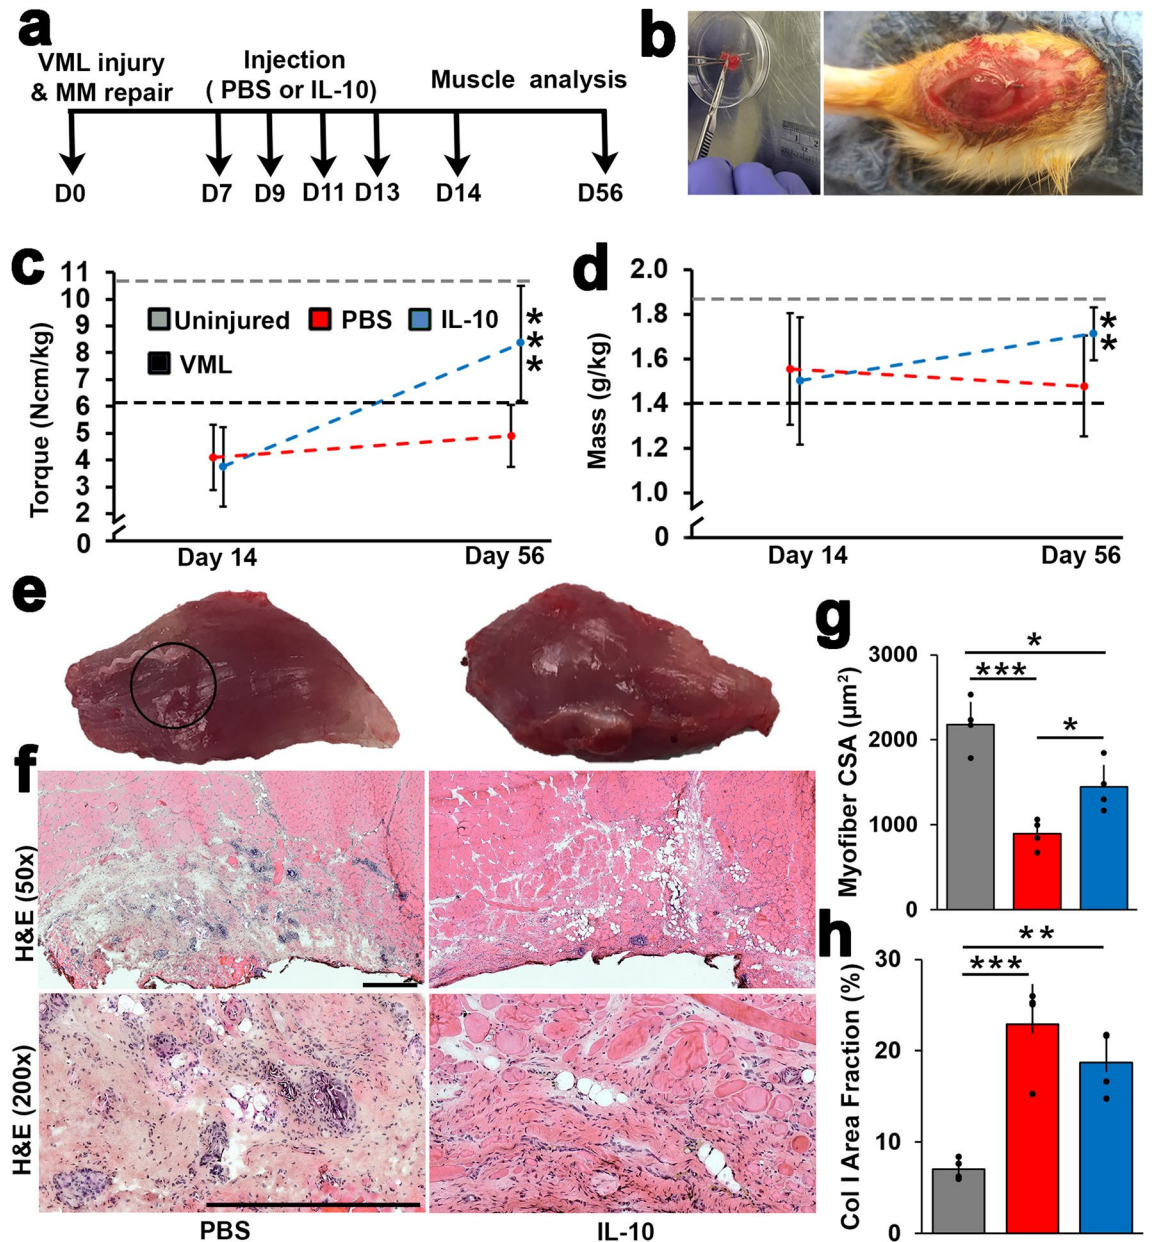 a
VML injury
& MM repair
Injection
( PBS or IL-10)
Muscle analysis
D0
D7
D9
D11
D13
D14
D56
b
c
Torque (Ncm/kg)
11
10
9
8
7
6
5
4
3
2
0
Uninjured
PBS
IL-10
VML
***
Day 14
Day 56
d
Mass (g/kg)
2.0
1.8
1.6
1.4
1.2
1.0
0
**
Day 14
Day 56
e
f
H&E (50x)
H&E (200x)
PBS
IL-10
g
Myofiber CSA (µm²)
3000
2000
1000
0
*
***
*
h
Col I Area Fraction (%)
30
20
10
0
**
***